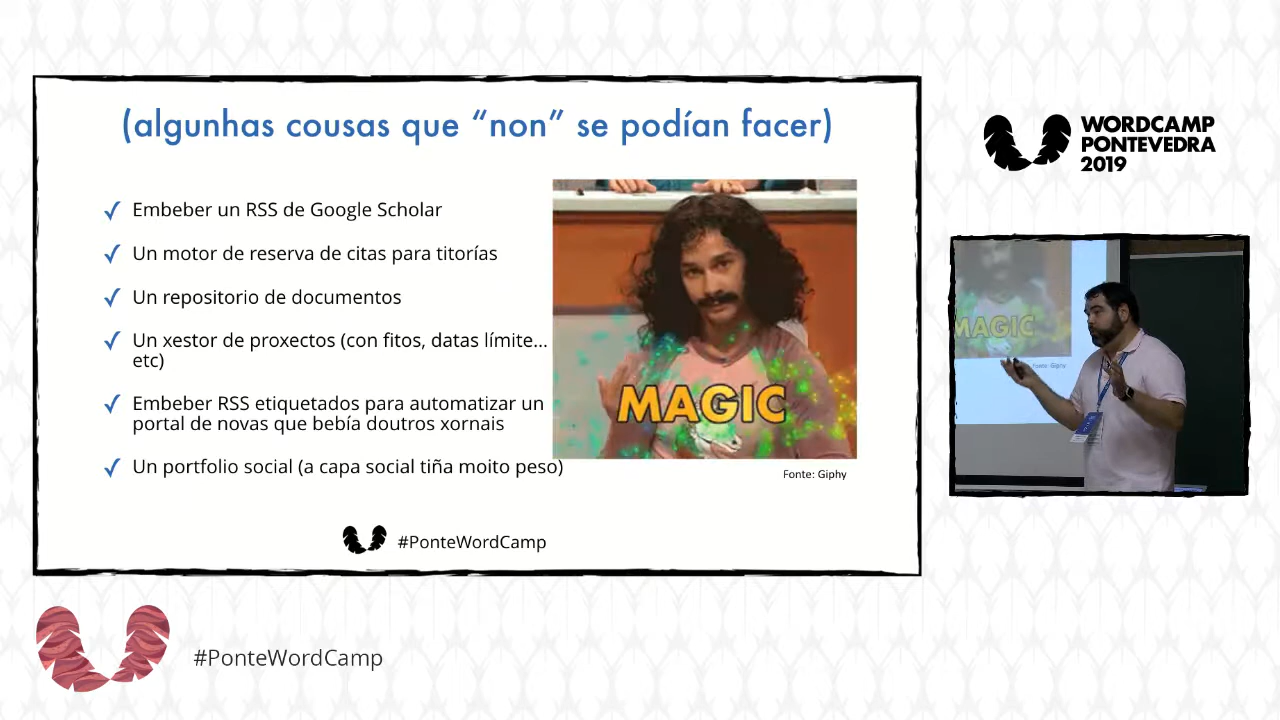 (algunhas cousas que “non” se podían facer)
✓ Embeber un RSS de Google Scholar
✓ Un motor de reserva de citas para titorías
✓ Un repositorio de documentos
✓ Un xestor de proxectos (con fitos, datas límite...
etc)
✓ Embeber RSS etiquetados para automatizar un
portal de novas que bebía doutros xornais
✓ Un portfolio social (a capa social tiña moito peso)
MAGIC
Fonte: Giphy
#PonteWordCamp
WORDCAMP
PONTEVEDRA
2019
MAGIC
Fonte: Giphy
#PonteWordCamp